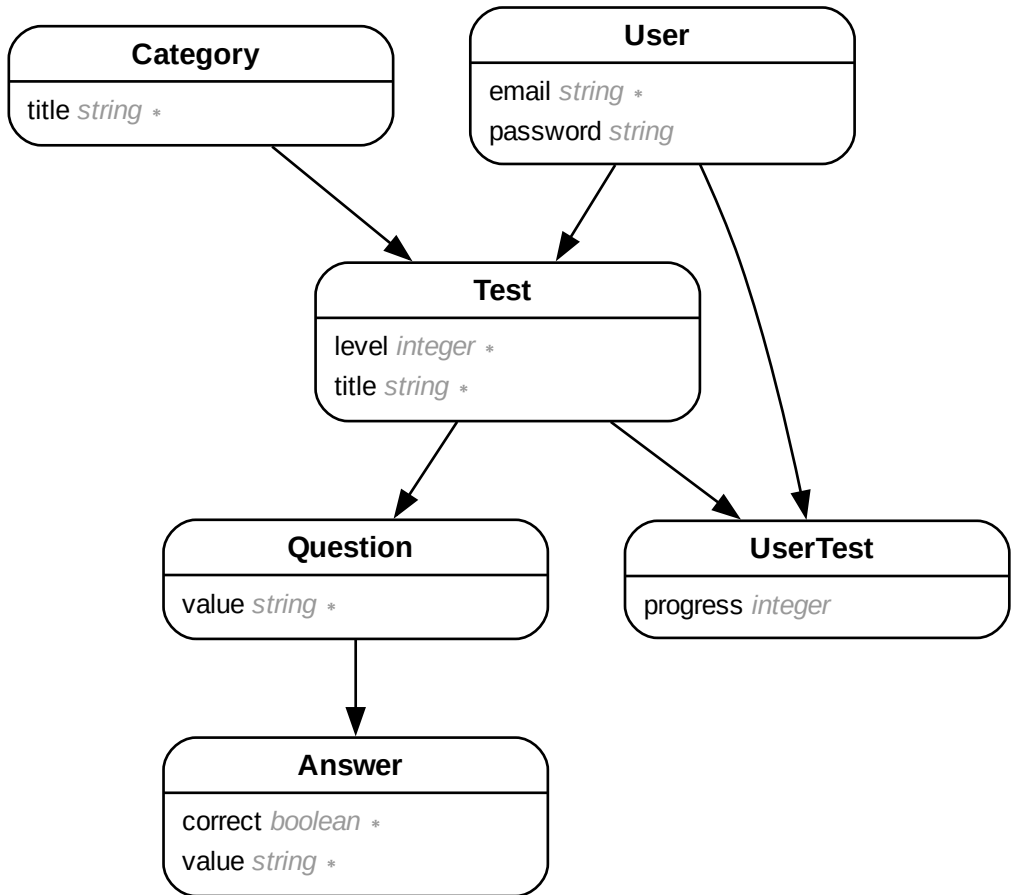 Category
title string *
User
email string *
password string
Test
level integer *
title string *
Question
value string *
UserTest
progress integer
Answer
correct boolean *
value string *